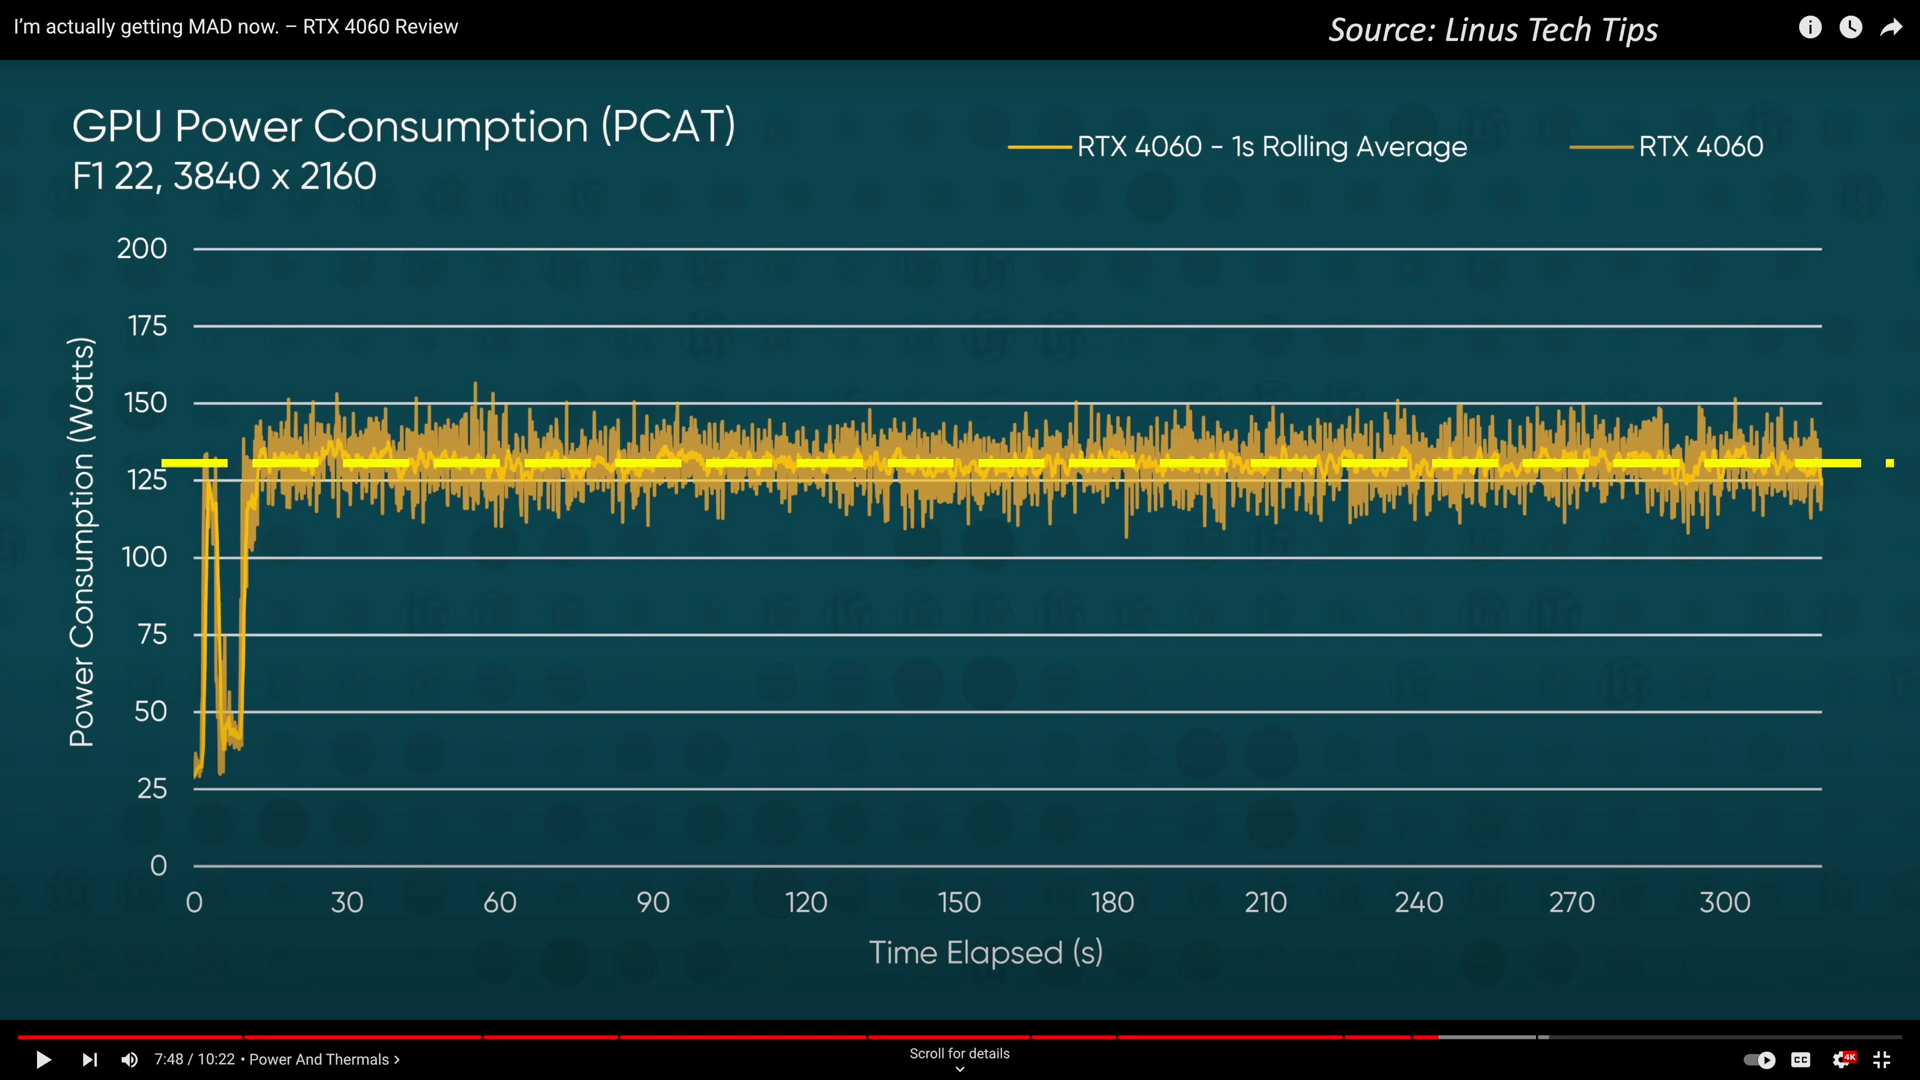 I'm actually getting MAD now. – RTX 4060 Review
Source: Linus Tech Tips
GPU Power Consumption (PCAT)
F1 22, 3840 x 2160
RTX 4060 - 1s Rolling Average
RTX 4060
Power Consumption (Watts)
200
175
150
125
100
75
50
25
0
0 30 60 90 120 150 180 210 240 270 300
Time Elapsed (s)
7:48 / 10:22 • Power And Thermals >
Scroll for details
CC
4K